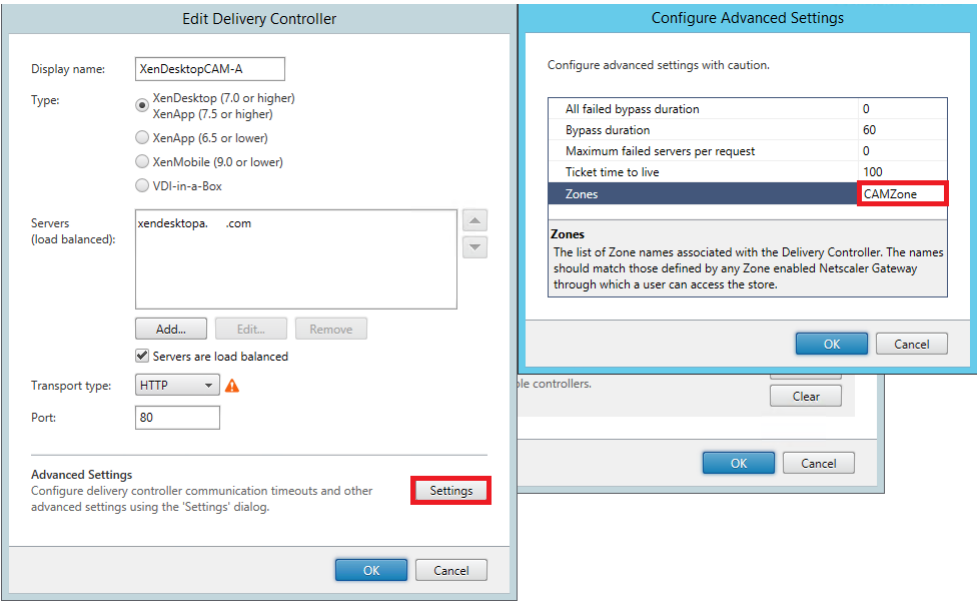 Edit Delivery Controller
Display name: XenDesktopCAM-A
Type: XenDesktop (7.0 or higher)
XenApp (7.5 or higher)
XenApp (6.5 or lower)
XenMobile (9.0 or lower)
VDI-in-a-Box
Servers
(load balanced):
xendesktopa. .com
Add... Edit... Remove
Servers are load balanced
Transport type: HTTP
Port: 80
Advanced Settings
Configure delivery controller communication timeouts and other
advanced settings using the 'Settings' dialog.
Settings
OK Cancel
Configure Advanced Settings
Configure advanced settings with caution.
All failed bypass duration 0
Bypass duration 60
Maximum failed servers per request 0
Ticket time to live 100
Zones CAMZone
Zones
The list of Zone names associated with the Delivery Controller. The names
should match those defined by any Zone enabled Netscaler Gateway
through which a user can access the store.
OK Cancel
controllers.
Clear
OK Cancel